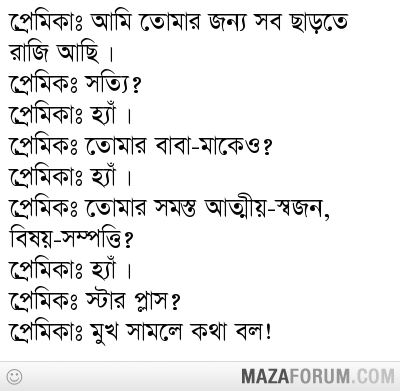 প্রেমিকাঃ আমি তোমার জন্য সব ছাড়তে
রাজি আছি ।
প্রেমিকঃ সত্যি?
প্রেমিকাঃ হ্যাঁ ।
প্রেমিকঃ তোমার বাবা-মাকেও?
প্রেমিকাঃ হ্যাঁ ।
প্রেমিকঃ তোমার সমস্ত আত্মীয়-স্বজন,
বিষয়-সম্পত্তি?
প্রেমিকাঃ হ্যাঁ ।
প্রেমিকঃ স্টার প্লাস?
প্রেমিকাঃ মুখ সামলে কথা বল!
MAZAFORUM.COM